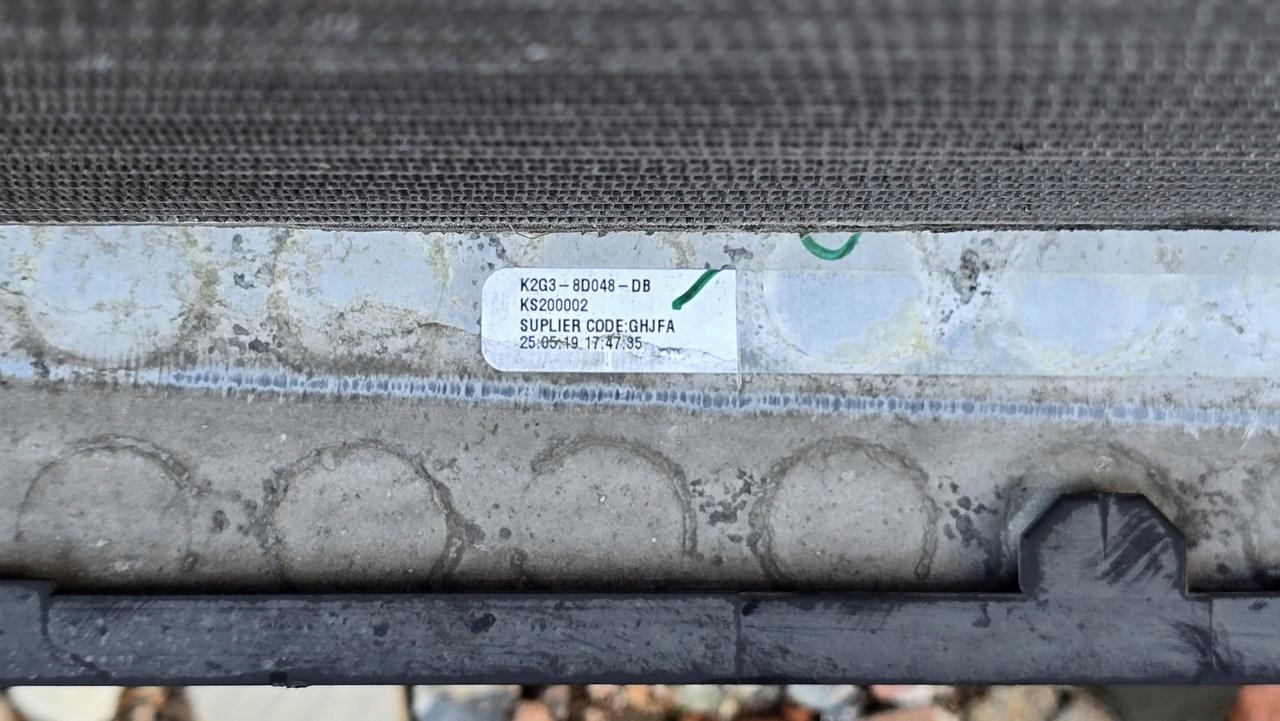 K2G3-8D048-DB
KS200002
SUPLIER CODE:GHJFA
25.05.19 17:47:35